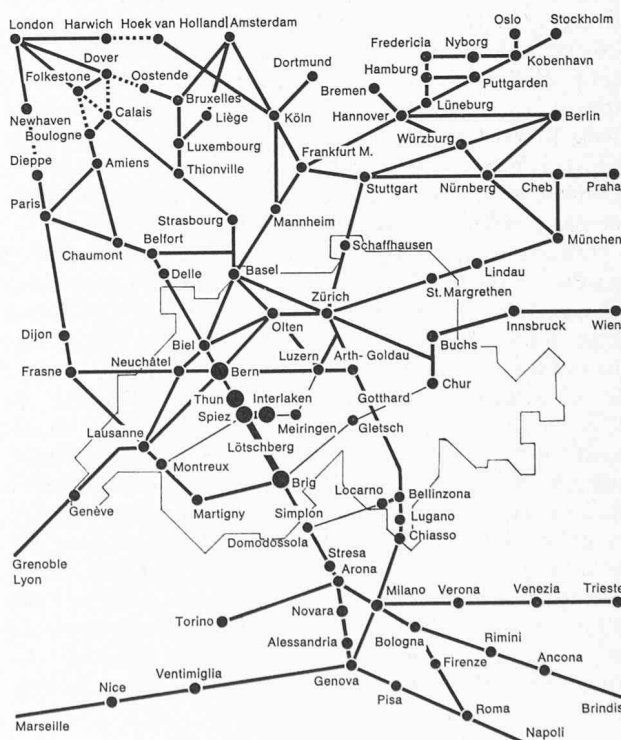 London
Harwich
Hoek van Holland
Amsterdam
Oslo
Stockholm
Dover
Folkestone
Oostende
Dortmund
Fredericia
Nyborg
Kobenhavn
Hamburg
Puttgarden
Bremen
Bruxelles
Newhaven
Calais
Liège
Köln
Hannover
Lüneburg
Berlin
Boulogne
Dieppe
Amiens
Luxembourg
Thionville
Frankfurt M.
Würzburg
Stuttgart
Nürnberg
Cheb
Praha
Paris
Strasbourg
Mannheim
Chaumont
Belfort
Schaffhausen
München
Delle
Basel
Lindau
St. Margrethen
Zürich
Olten
Dijon
Biel
Innsbruck
Wien
Buchs
Frasne
Neuchâtel
Bern
Luzern
Arth-Goldau
Chur
Thun
Interlaken
Gotthard
Spiez
Meiringen
Gletsch
Lausanne
Lötschberg
Montreux
Brig
Genève
Martigny
Locarno
Bellinzona
Simplon
Lugano
Domodossola
Chiasso
Grenoble
Lyon
Stresa
Arona
Milano
Verona
Venezia
Trieste
Torino
Novara
Bologna
Alessandria
Rimini
Firenze
Ancona
Ventimiglia
Genova
Nice
Pisa
Roma
Brindis
Marseille
Napoli